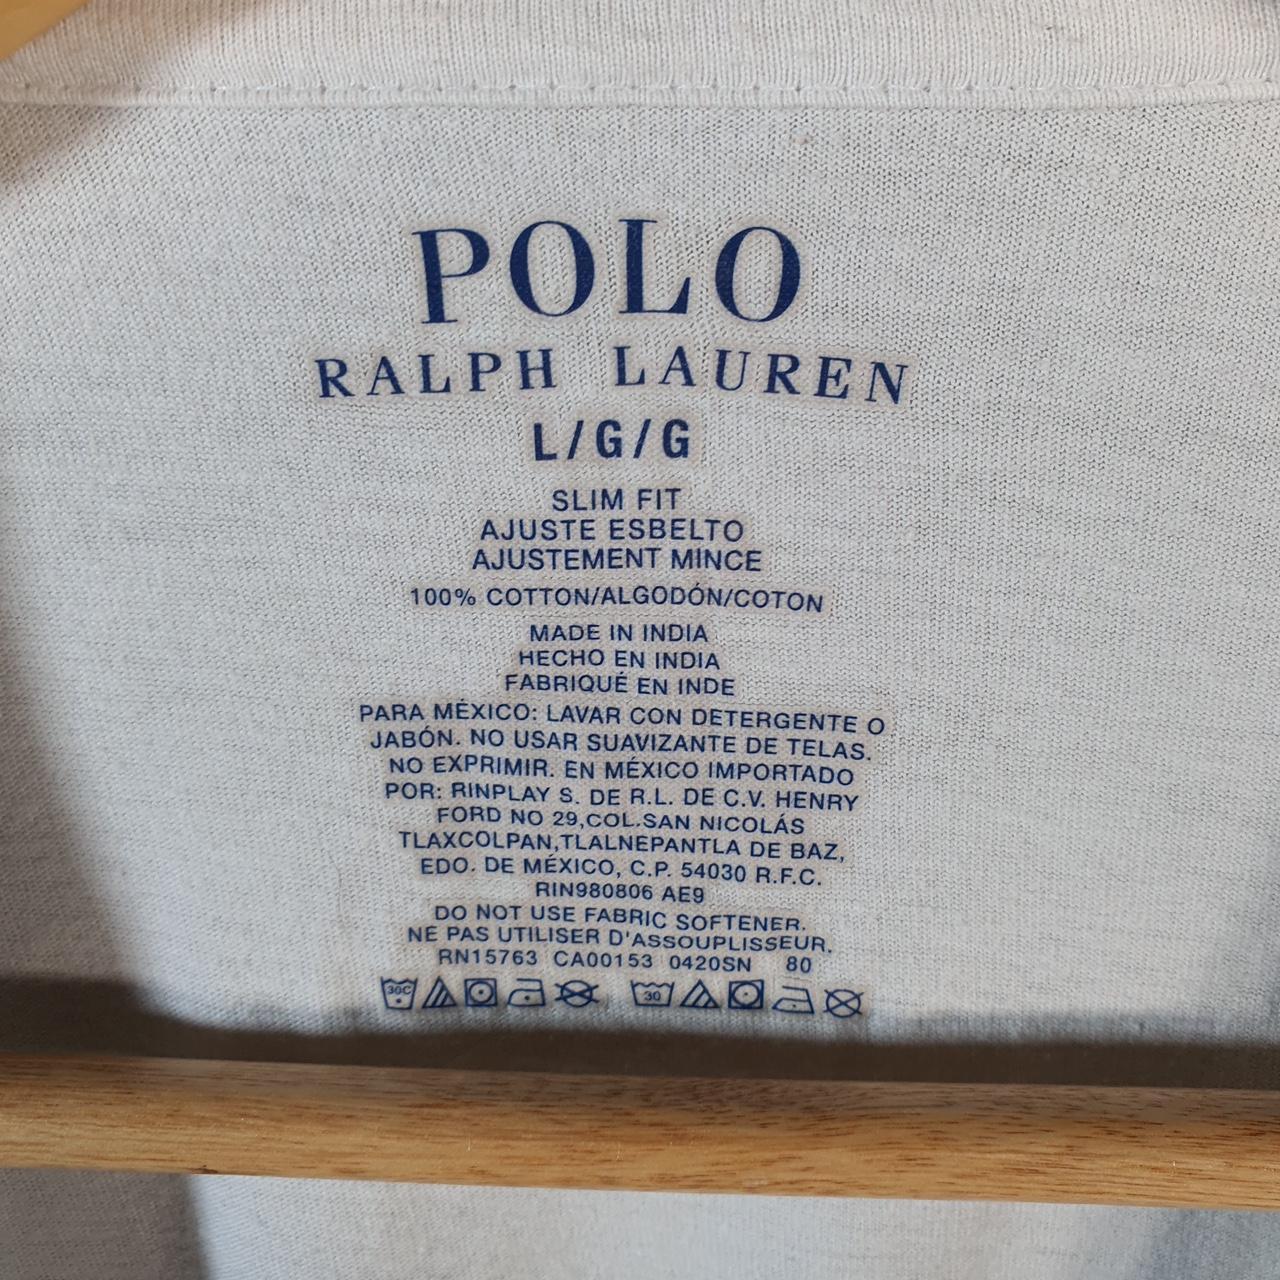 POLO
RALPH LAUREN
L/G/G
SLIM FIT
AJUSTE ESBELTO
AJUSTEMENT MINCE
100% COTTON/ALGODÓN/COTON
MADE IN INDIA
HECHO EN INDIA
FABRIQUÉ EN INDE
PARA MÉXICO: LAVAR CON DETERGENTE O
JABÓN. NO USAR SUAVIZANTE DE TELAS.
NO EXPRIMIR. EN MÉXICO IMPORTADO
POR: RINPLAY S. DE R.L. DE C.V. HENRY
FORD NO 29,COL.SAN NICOLÁS
TLAXCOLPAN,TLALNEPANTLA DE BAZ,
EDO. DE MÉXICO, C.P. 54030 R.F.C.
RIN980806 AE9
DO NOT USE FABRIC SOFTENER.
NE PAS UTILISER D'ASSOUPLISSEUR.
RN15763 CA00153 0420SN 80
30C 30